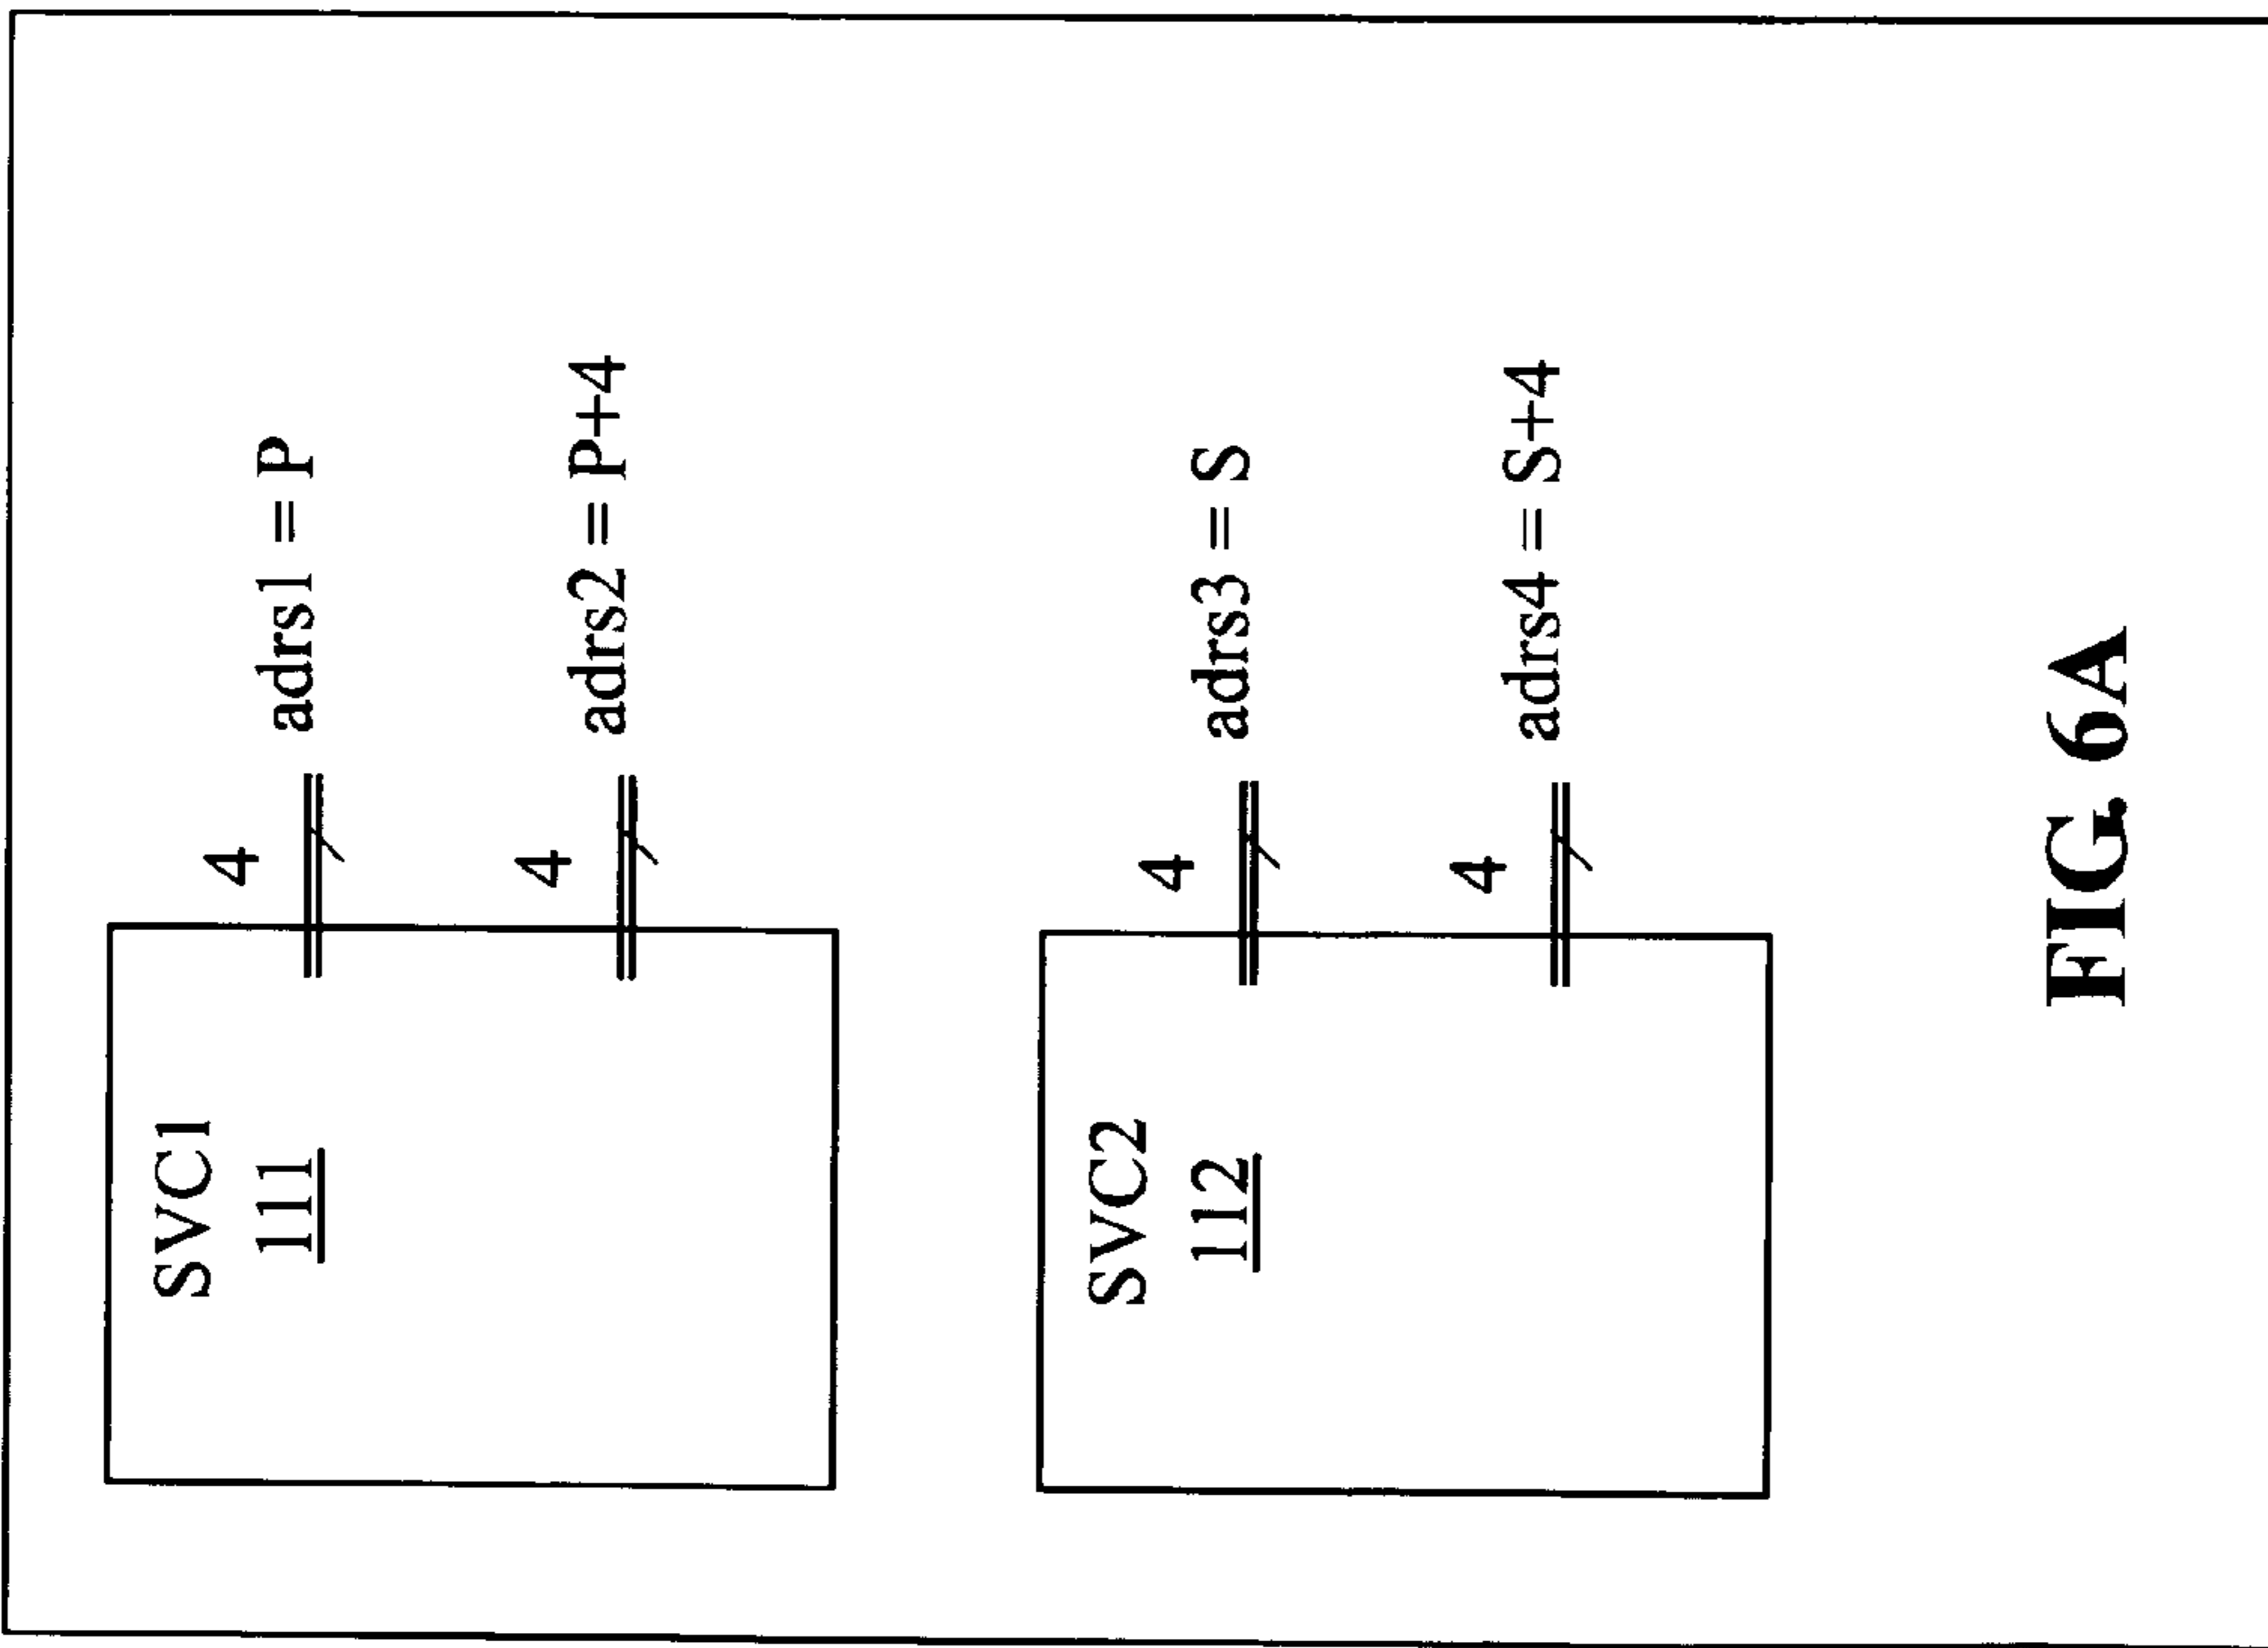 SVC1
111
4
adrs1 = P
4
adrs2 = P+4
SVC2
112
4
adrs3 = S
4
adrs4 = S+4
FIG. 6A